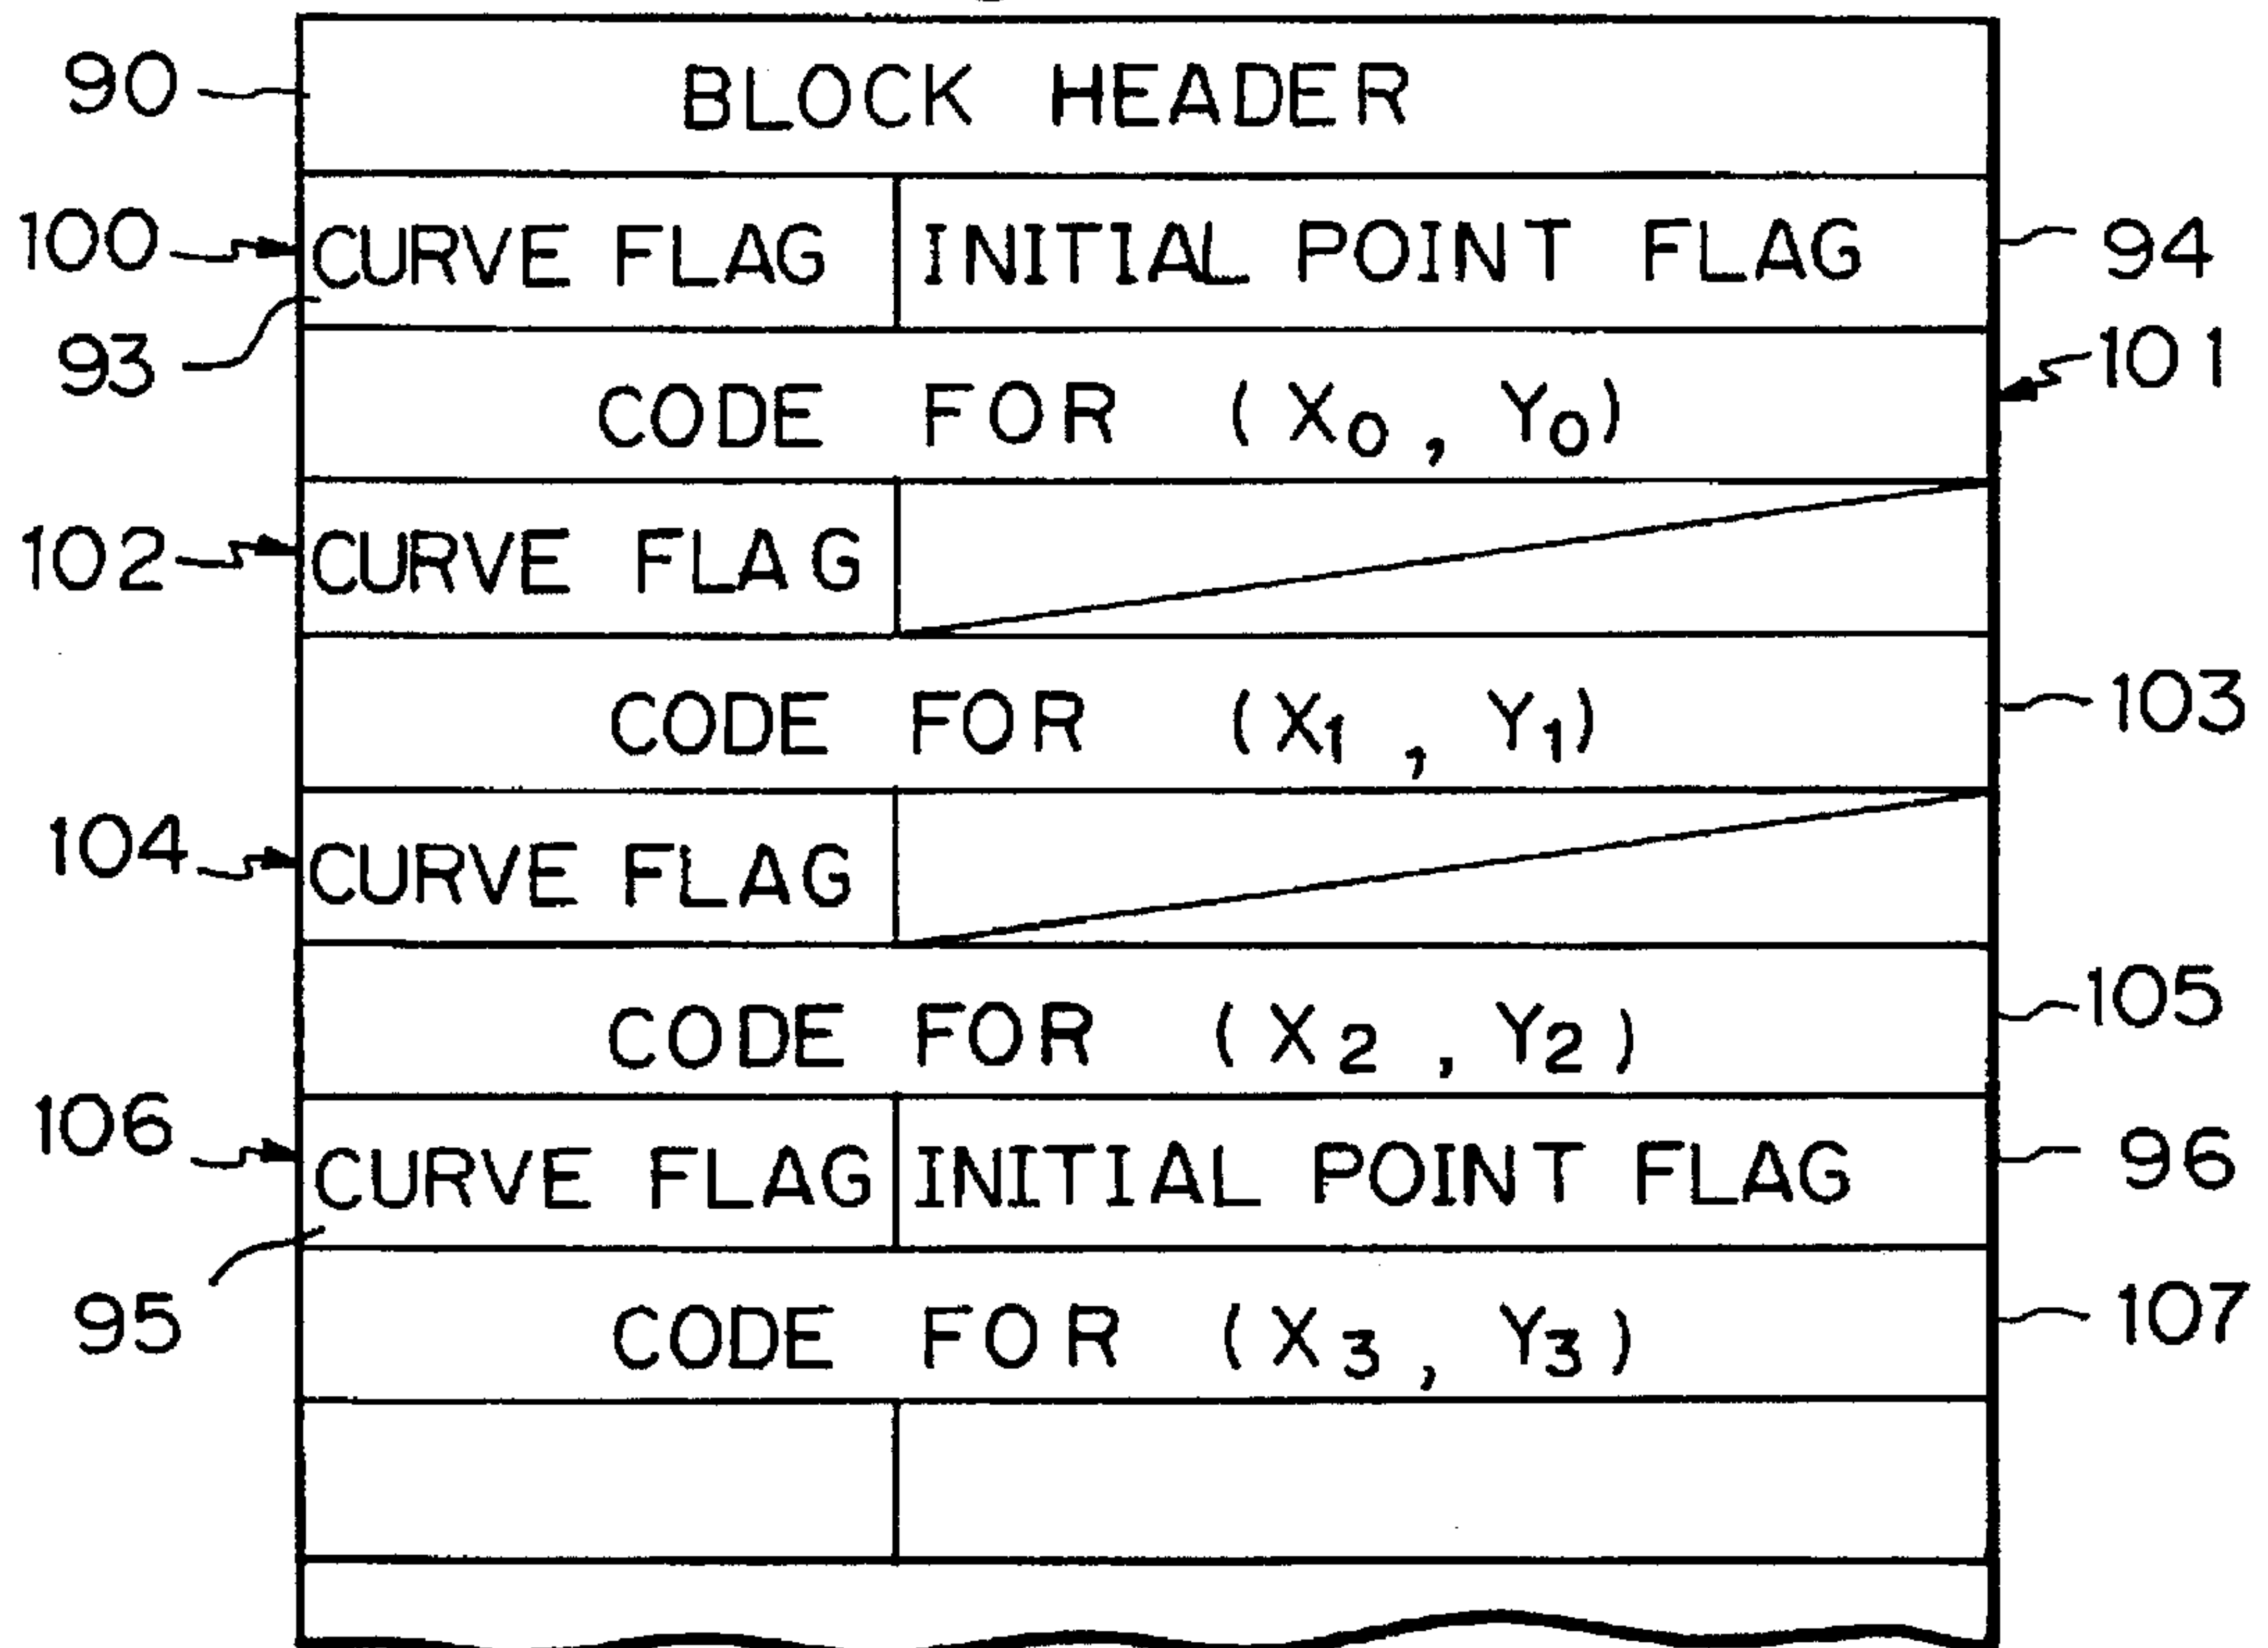 90 BLOCK HEADER
100 CURVE FLAG INITIAL POINT FLAG 94
93
CODE FOR (X₀, Y₀) 101
102 CURVE FLAG
CODE FOR (X₁, Y₁) 103
104 CURVE FLAG
CODE FOR (X₂, Y₂) 105
106 CURVE FLAG INITIAL POINT FLAG 96
95
CODE FOR (X₃, Y₃) 107